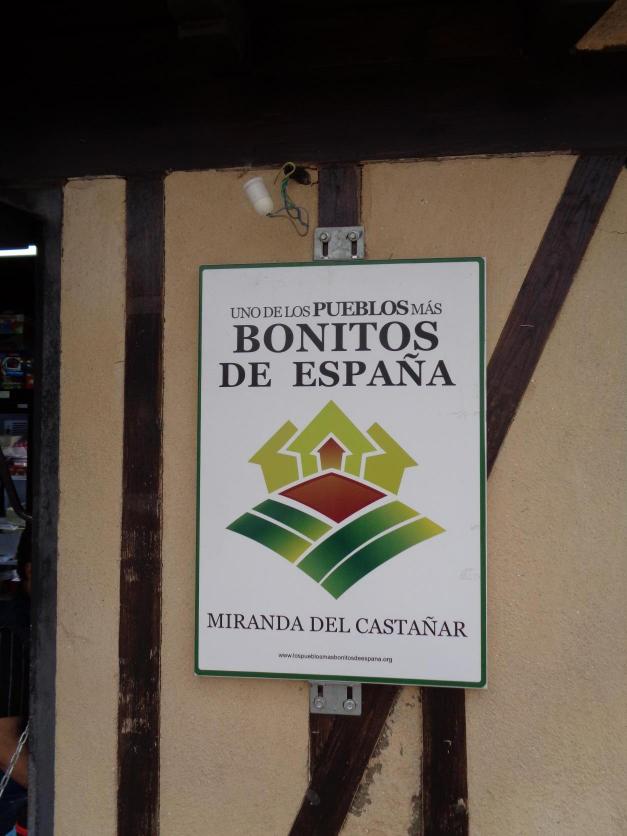 UNO DE LOS PUEBLOS MÁS
BONITOS
DE ESPAÑA
MIRANDA DEL CASTAÑAR
www.lospueblosmasbonitosdeespana.org